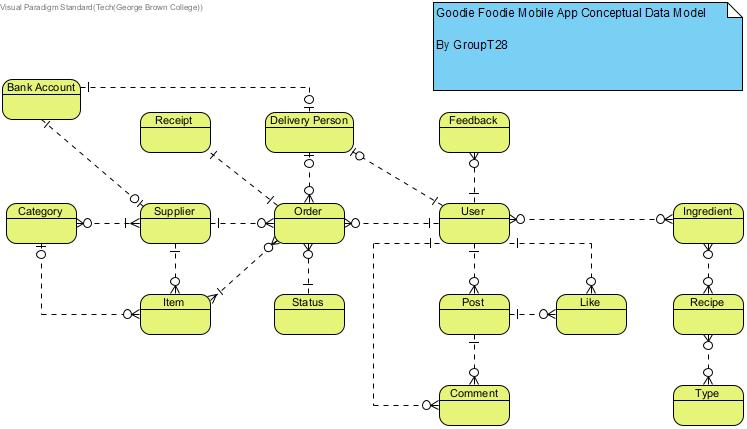 Visual Paradigm Standard(Tech(George Brown College))
Goodie Foodie Mobile App Conceptual Data Model
By GroupT28
Bank Account
Receipt
Delivery Person
Feedback
Category
Supplier
Order
User
Ingredient
Item
Status
Post
Like
Recipe
Comment
Type